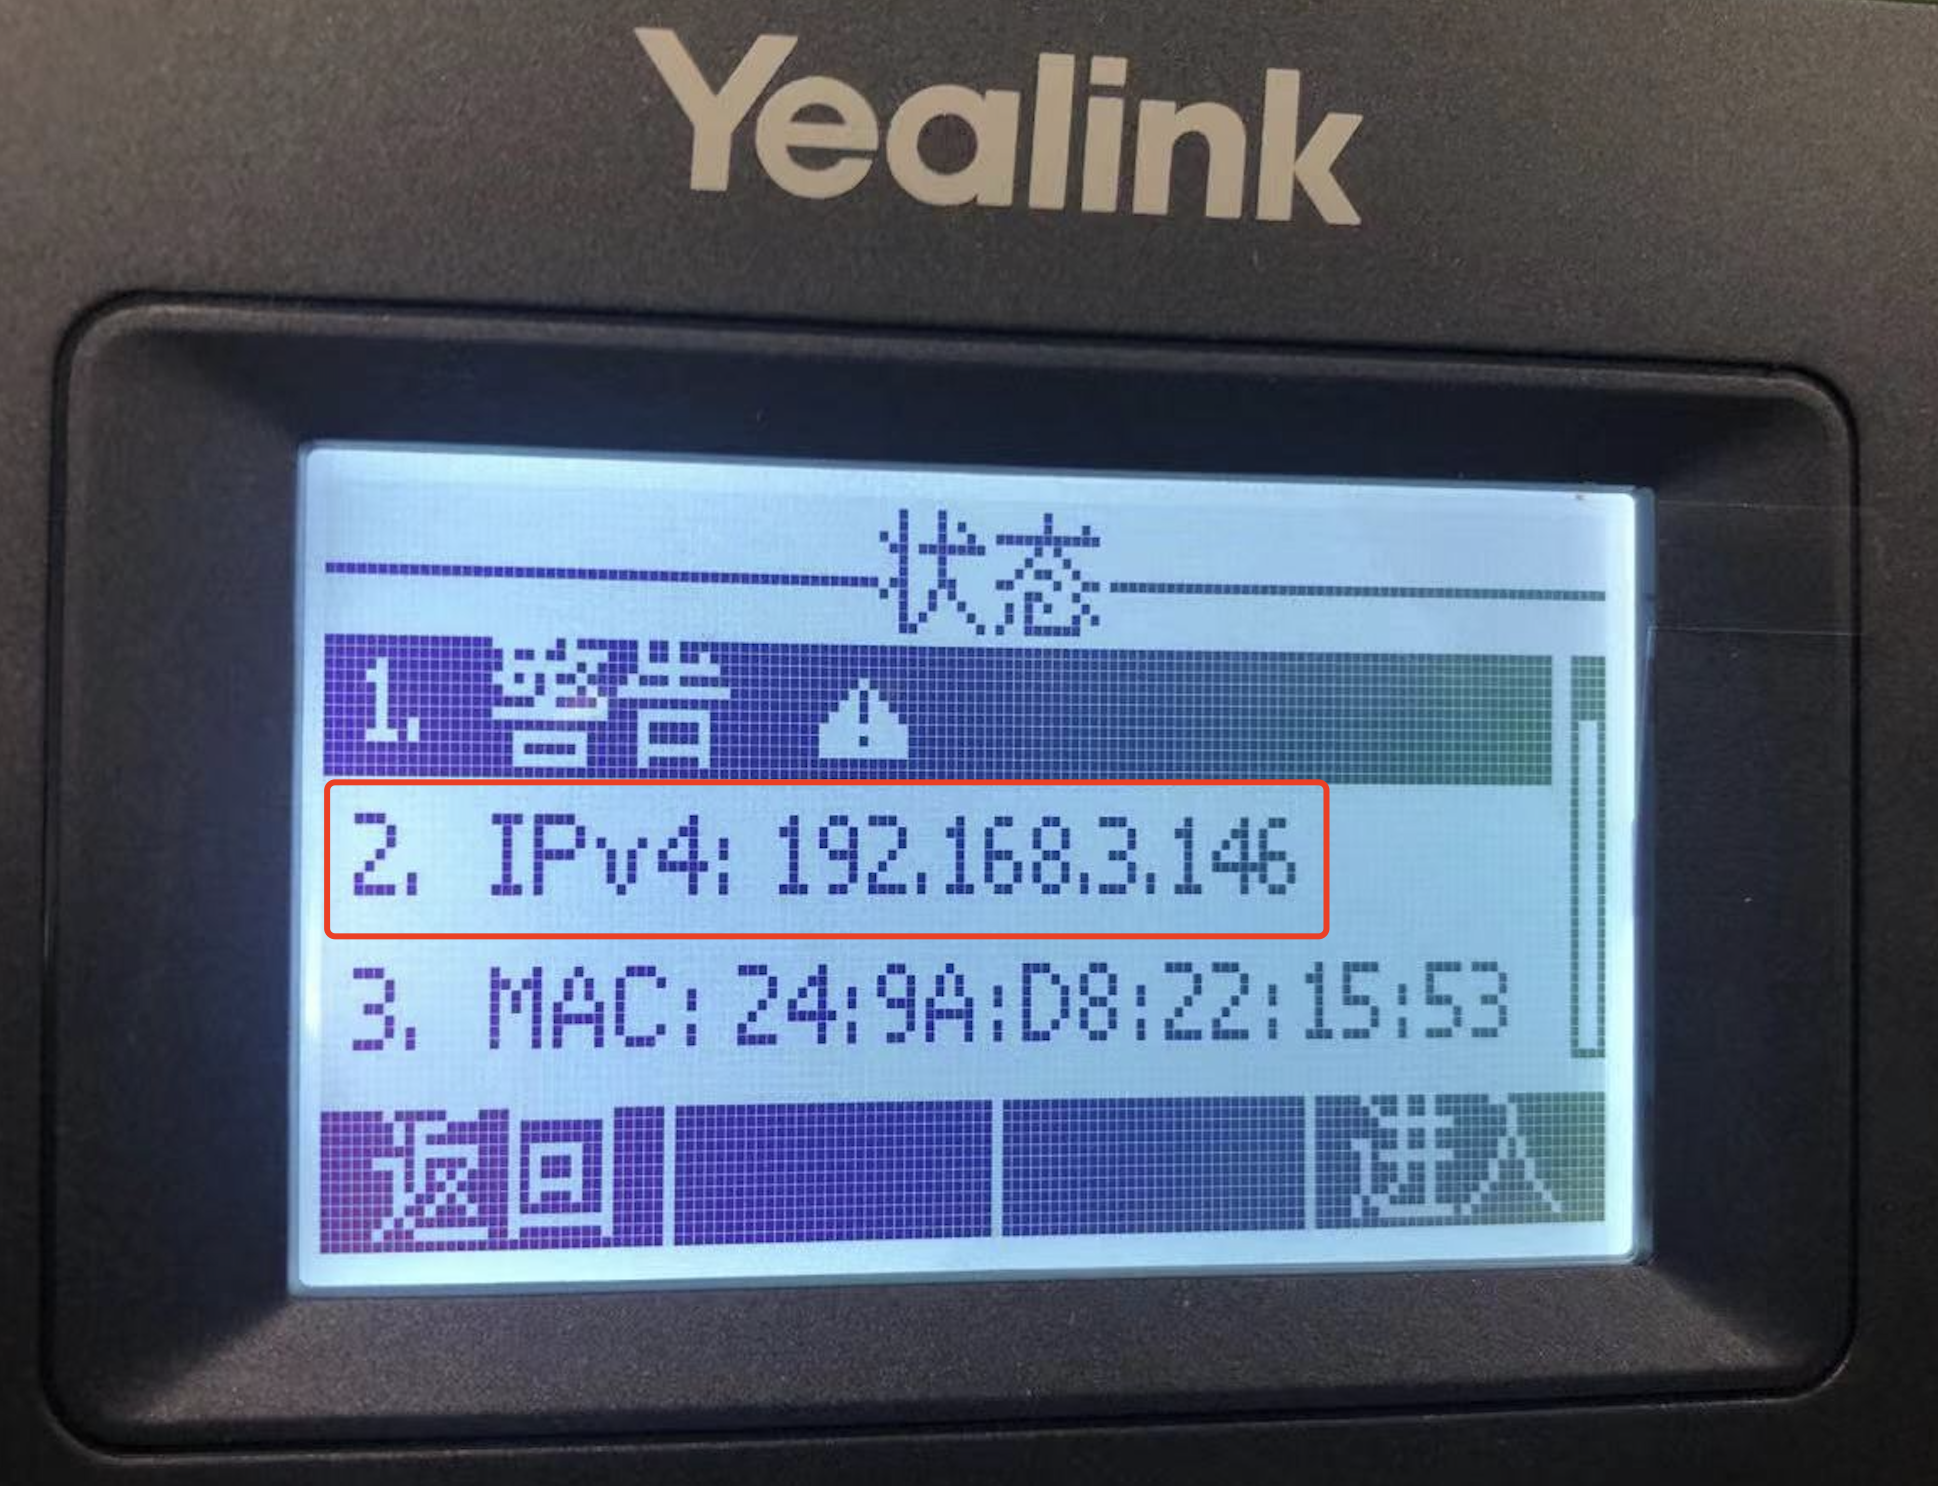 Yealink
状态
1. 警告
2. IPv4: 192.168.3.146
3. MAC: 24:9A:D8:22:15:53
返回 进入